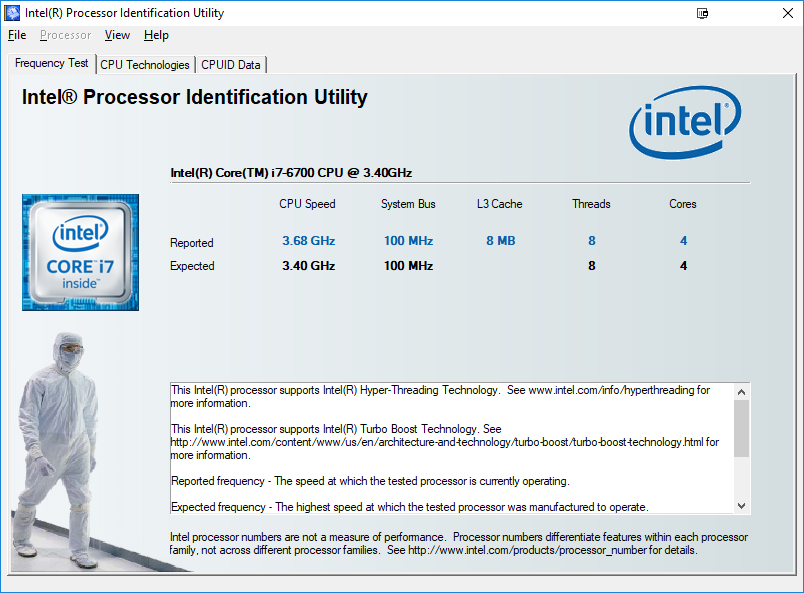 Intel(R) Processor Identification Utility
File Processor View Help
Frequency Test CPU Technologies CPUID Data
Intel® Processor Identification Utility
intel®
Intel(R) Core(TM) i7-6700 CPU @ 3.40GHz
CPU Speed System Bus L3 Cache Threads Cores
Reported 3.68 GHz 100 MHz 8 MB 8 4
Expected 3.40 GHz 100 MHz 8 4
intel®
CORE™ i7
inside™
This Intel(R) processor supports Intel(R) Hyper-Threading Technology. See www.intel.com/info/hyperthreading for
more information.
This Intel(R) processor supports Intel(R) Turbo Boost Technology. See
http://www.intel.com/content/www/us/en/architecture-and-technology/turbo-boost/turbo-boost-technology.html for
more information.
Reported frequency - The speed at which the tested processor is currently operating.
Expected frequency - The highest speed at which the tested processor was manufactured to operate.
Intel processor numbers are not a measure of perfomance. Processor numbers differentiate features within each processor
family, not across different processor families. See http://www.intel.com/products/processor_number for details.